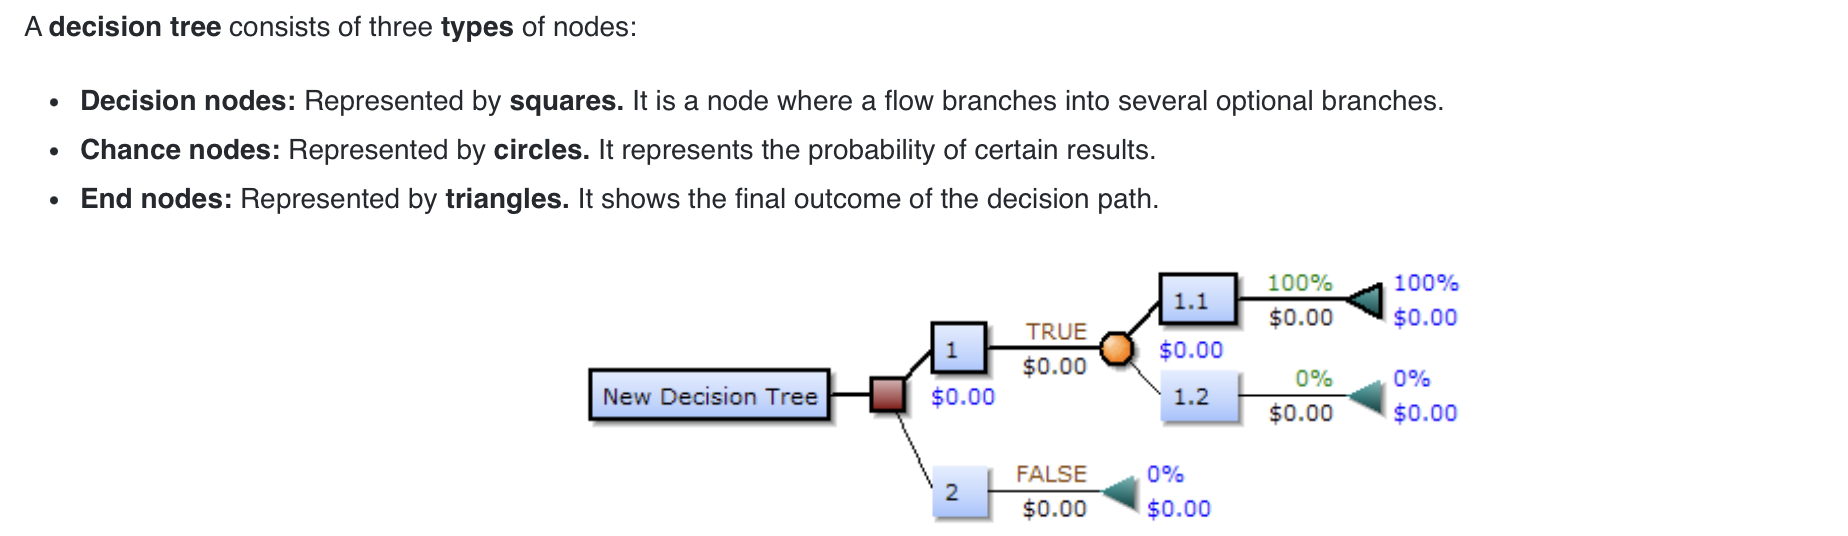 A decision tree consists of three types of nodes:
• Decision nodes: Represented by squares. It is a node where a flow branches into several optional branches.
• Chance nodes: Represented by circles. It represents the probability of certain results.
• End nodes: Represented by triangles. It shows the final outcome of the decision path.
New Decision Tree
1
$0.00
TRUE
$0.00
1.1
$0.00
100%
$0.00
100%
$0.00
1.2
0%
$0.00
0%
$0.00
2
FALSE
$0.00
0%
$0.00